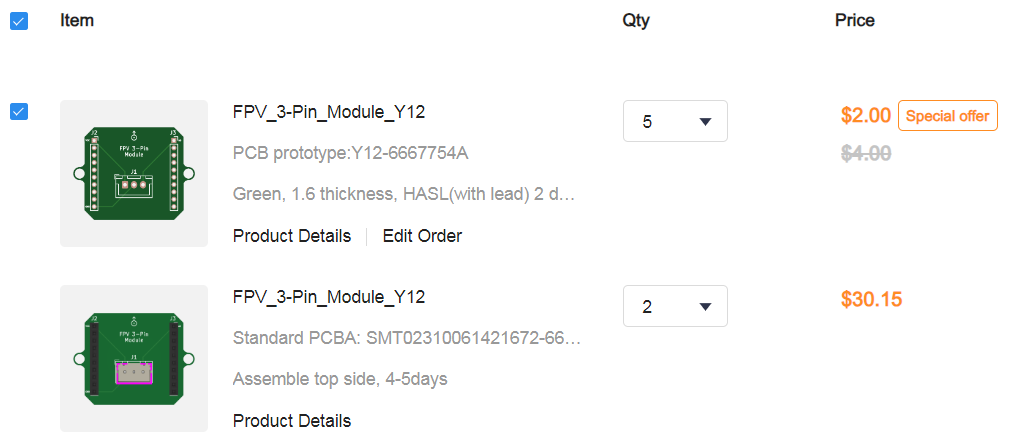 Item Qty Price
FPV_3-Pin_Module_Y12
5
$2.00 Special offer
PCB prototype:Y12-6667754A
$4.00
Green, 1.6 thickness, HASL(with lead) 2 d...
Product Details Edit Order
J2 J3
FPV 3-Pin
Module
J1
FPV_3-Pin_Module_Y12
2
$30.15
Standard PCBA: SMT02310061421672-66...
Assemble top side, 4-5days
Product Details
J2 J3
FPV 3-Pin
Module
J1